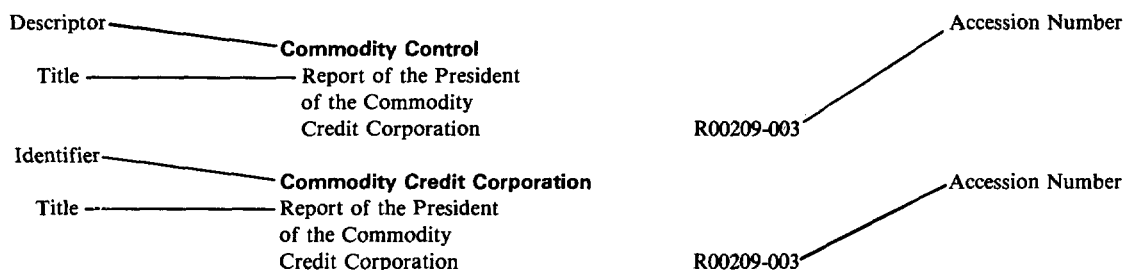 Descriptor Accession Number
Commodity Control
Title Report of the President
of the Commodity
Credit Corporation R00209-003
Identifier
Commodity Credit Corporation Accession Number
Title Report of the President
of the Commodity
Credit Corporation R00209-003